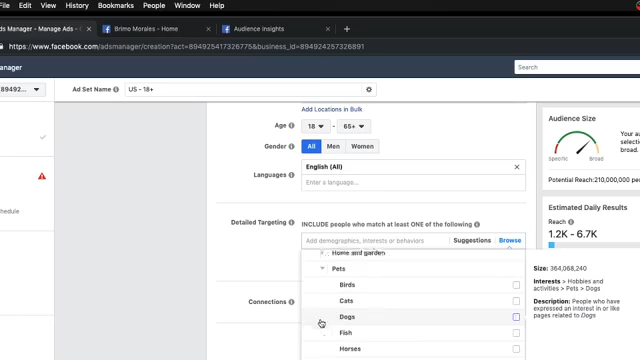 File Edit View History Bookmarks People Window Help
Ads Manager - Manage Ads - C
Brimo Morales - Home
Audience Insights
https://www.facebook.com/adsmanager/creation?act=894925417326775&business_id=894924257326891
anager
Search
(89492...
Ad Set Name
US - 18+
Add Locations in Bulk
Age
18 - 65+
Gender
All Men Women
Languages
English (All)
Enter a language...
Detailed Targeting
INCLUDE people who match at least ONE of the following
Add demographics, interests or behaviors
Suggestions
Browse
Home and garden
Pets
Birds
Cats
Dogs
Fish
Horses
Connections
chedule
Audience Size
Your au
selectio
broad.
Specific Broad
Potential Reach:210,000,000 peop
Estimated Daily Results
Reach
1.2K - 6.7K
Size: 364,068,240
Interests > Hobbies and
activities > Pets > Dogs
Description: People who have
expressed an interest in or like
pages related to Dogs